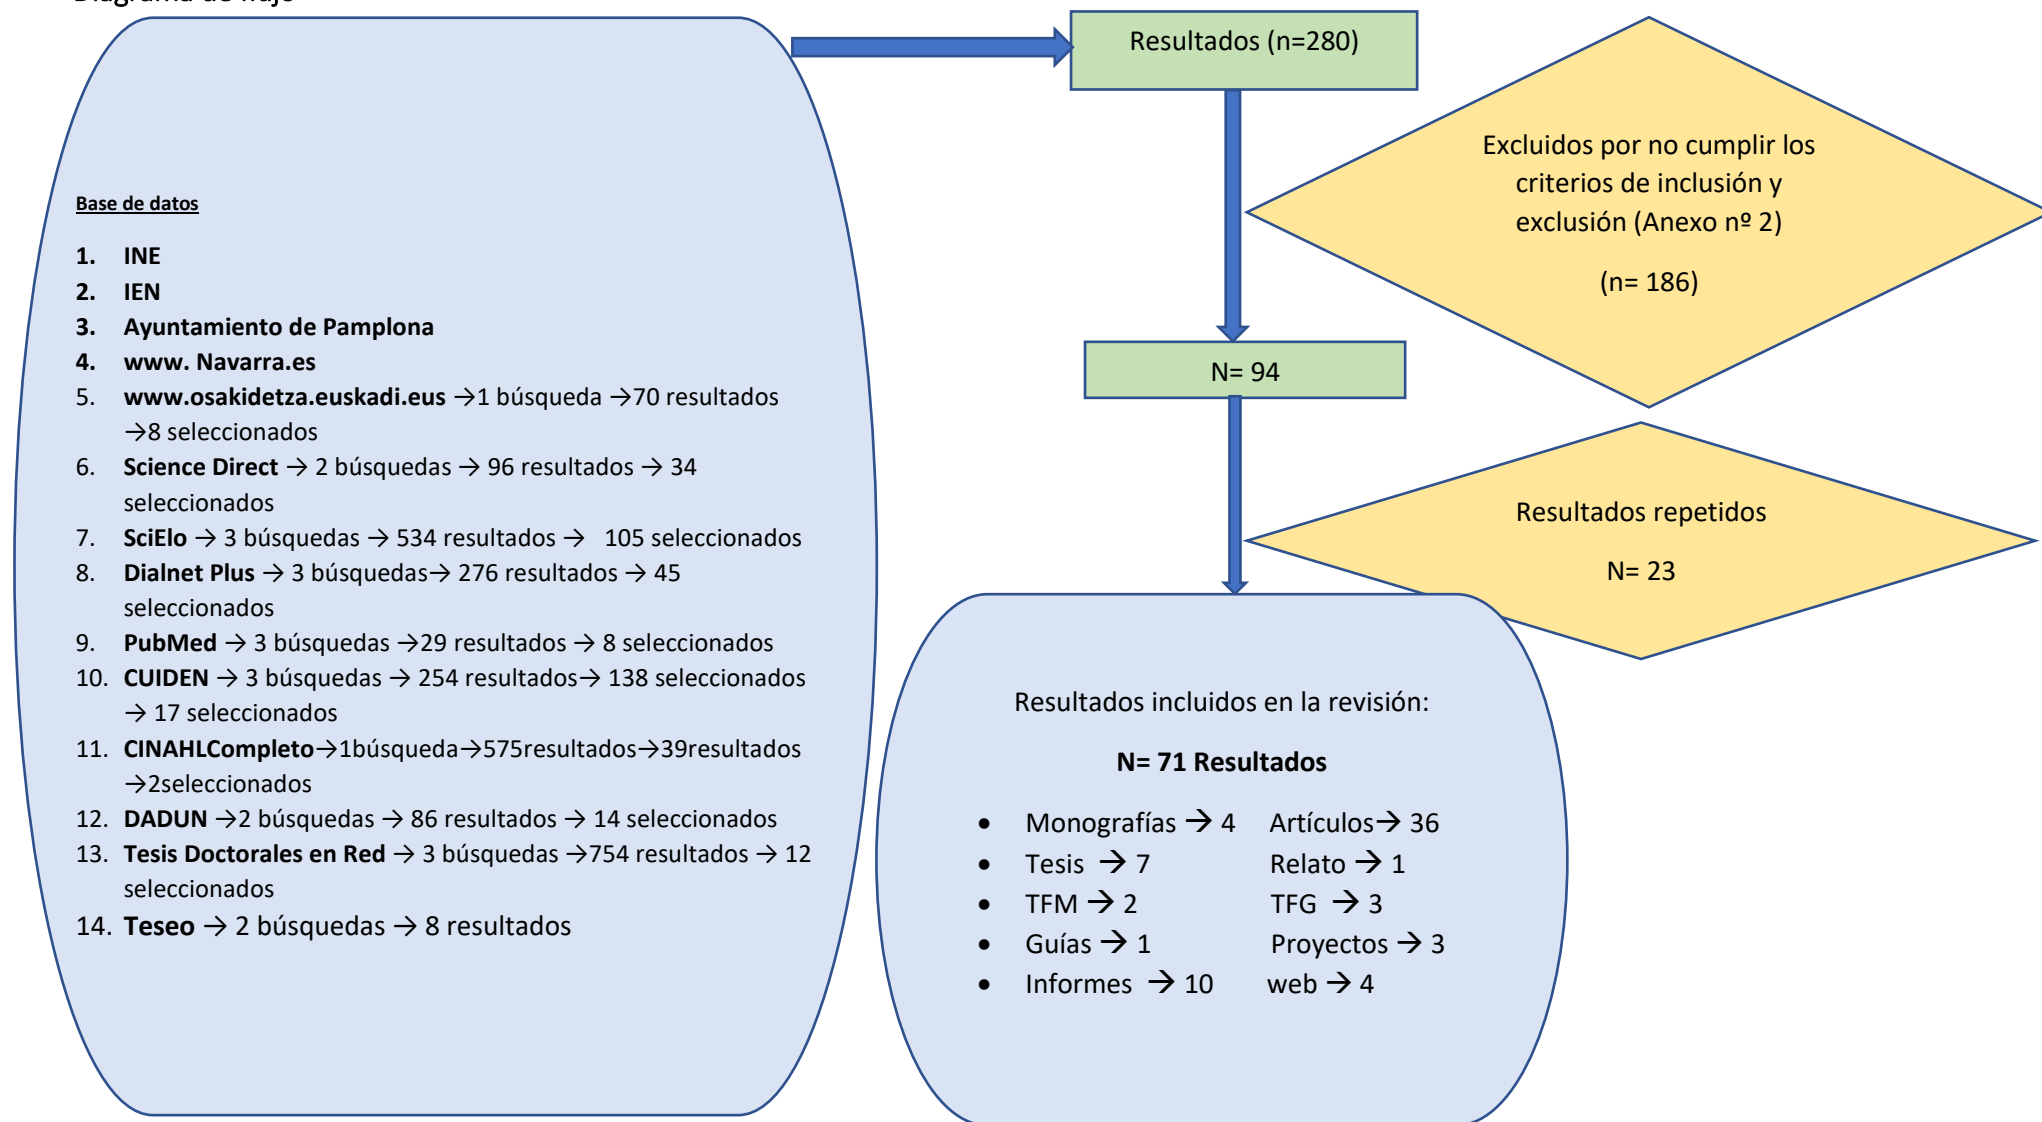 Diagrama de flujo
Base de datos
1. INE
2. IEN
3. Ayuntamiento de Pamplona
4. www. Navarra.es
5. www.osakidetza.euskadi.eus →1 búsqueda →70 resultados
→8 seleccionados
6. Science Direct → 2 búsquedas → 96 resultados → 34
seleccionados
7. SciElo → 3 búsquedas → 534 resultados → 105 seleccionados
8. Dialnet Plus → 3 búsquedas→ 276 resultados → 45
seleccionados
9. PubMed → 3 búsquedas →29 resultados → 8 seleccionados
10. CUIDEN → 3 búsquedas → 254 resultados→ 138 seleccionados
→ 17 seleccionados
11. CINAHLCompleto→1búsqueda→575resultados→39resultados
→2seleccionados
12. DADUN →2 búsquedas → 86 resultados → 14 seleccionados
13. Tesis Doctorales en Red → 3 búsquedas →754 resultados → 12
seleccionados
14. Teseo → 2 búsquedas → 8 resultados
Resultados (n=280)
Excluidos por no cumplir los
criterios de inclusión y
exclusión (Anexo nº 2)
(n= 186)
N= 94
Resultados repetidos
N= 23
Resultados incluidos en la revisión:
N= 71 Resultados
• Monografías → 4 Artículos→ 36
• Tesis → 7 Relato → 1
• TFM → 2 TFG → 3
• Guías → 1 Proyectos → 3
• Informes → 10 web → 4